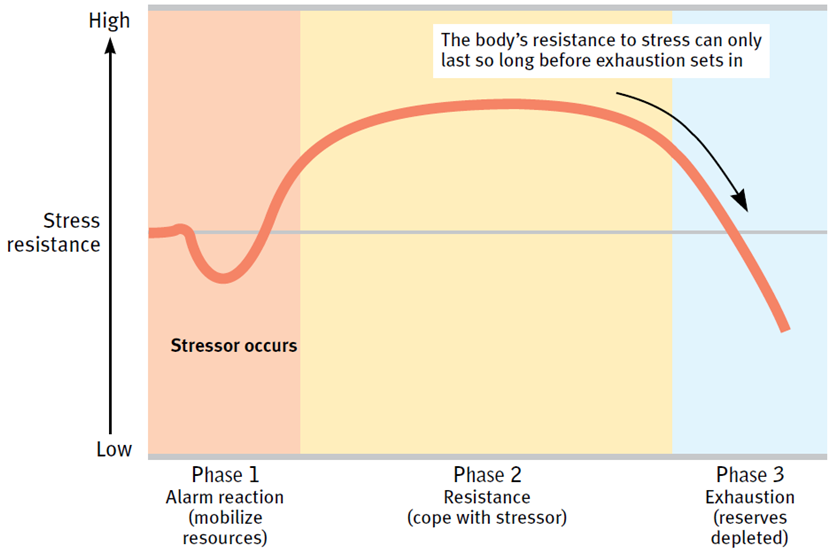 High
The body’s resistance to stress can only
last so long before exhaustion sets in
Stress
resistance
Stressor occurs
Low
Phase 1
Alarm reaction
(mobilize
resources)
Phase 2
Resistance
(cope with stressor)
Phase 3
Exhaustion
(reserves
depleted)